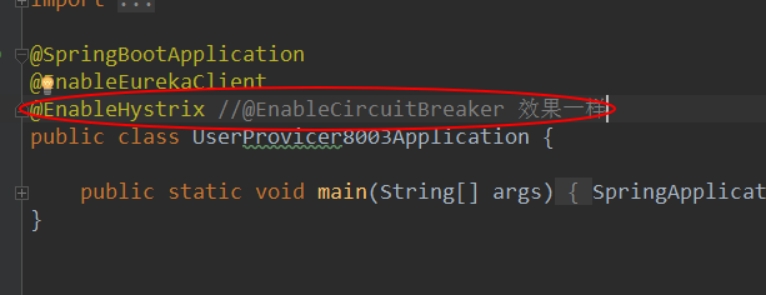 import ...
@SpringBootApplication
@EnableEurekaClient
@EnableHystrix //@EnableCircuitBreaker 效果一样
public class UserProvicer8003Application {
public static void main(String[] args) { SpringApplicat
}